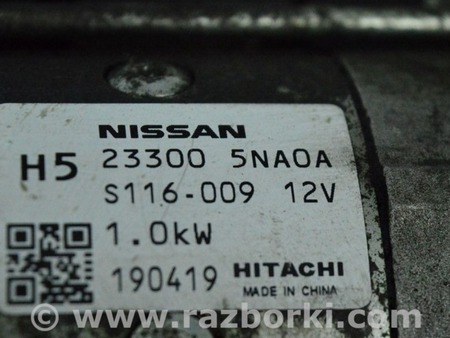 NISSAN
H5 23300 5NA0A
S116-009 12V
1.0kW
190419 HITACHI
MADE IN CHINA
www.razborki.com